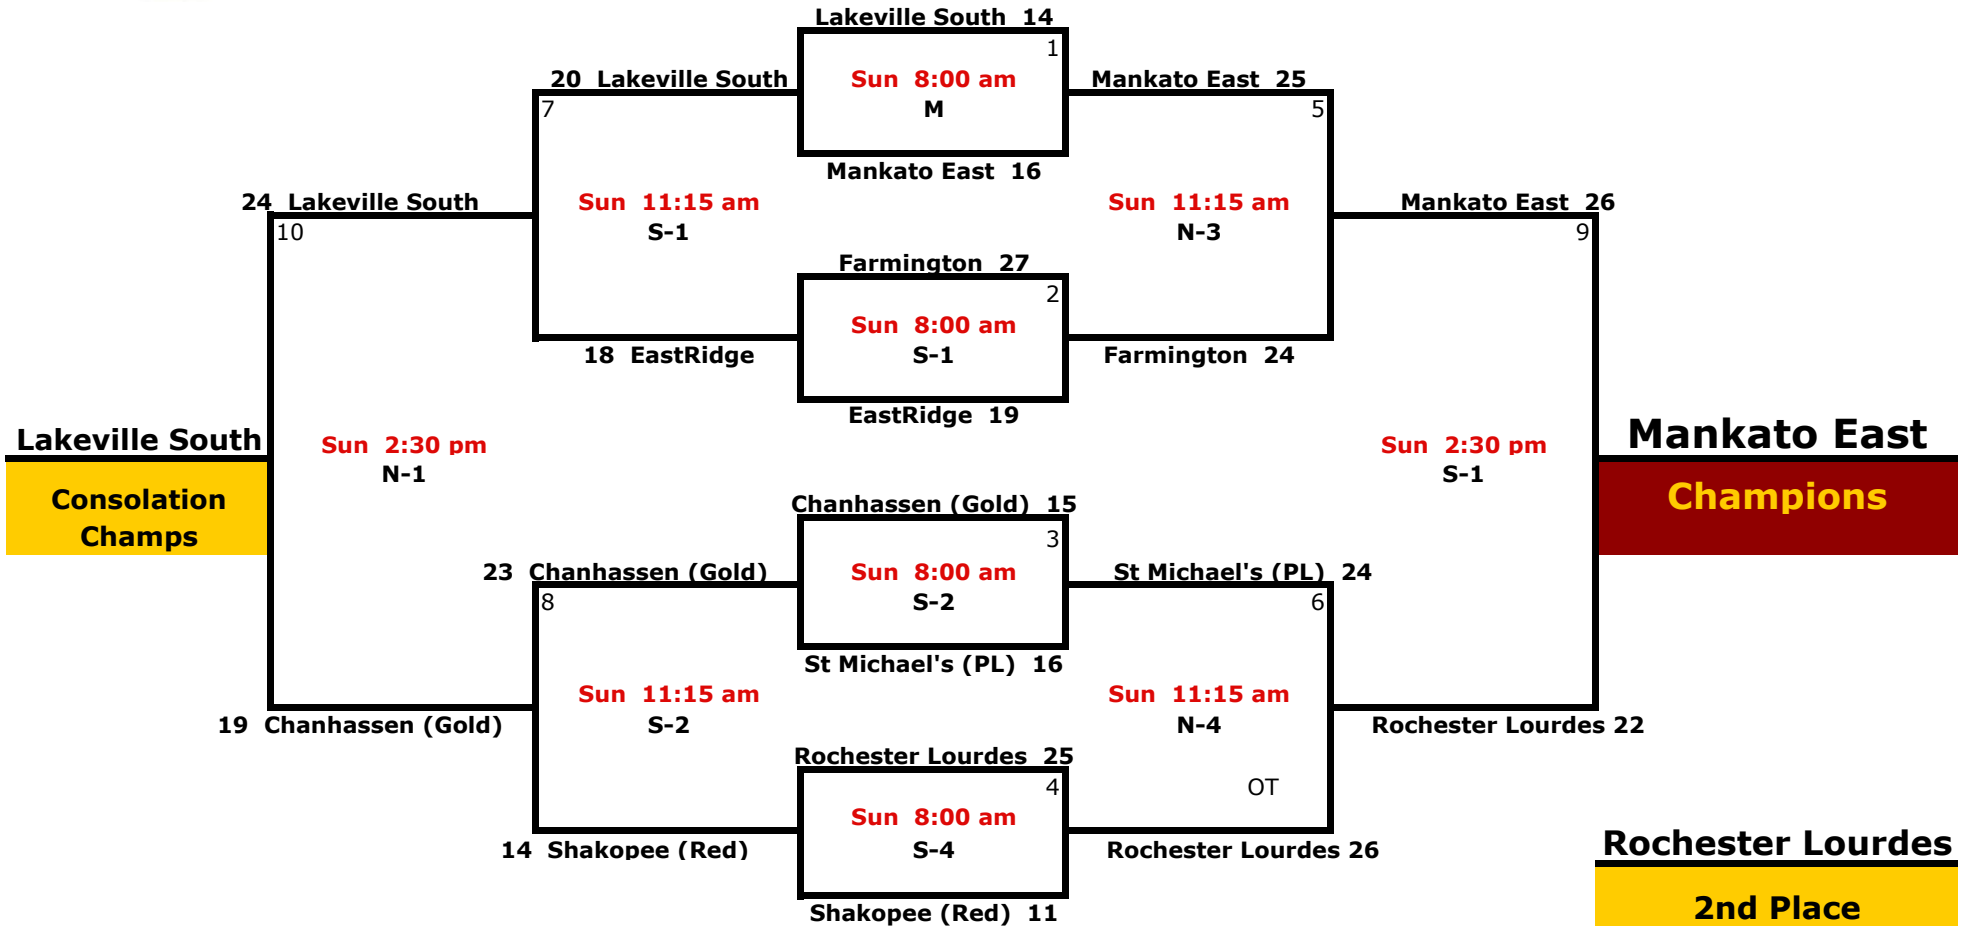 Lakeville South 14
1
20 Lakeville South
Sun 8:00 am
Mankato East 25
7
M
5
Mankato East 16
24 Lakeville South
Sun 11:15 am
Sun 11:15 am
Mankato East 26
10
S-1
N-3
9
Farmington 27
2
Sun 8:00 am
18 EastRidge
S-1
Farmington 24
EastRidge 19
Lakeville South
Sun 2:30 pm
Sun 2:30 pm
Mankato East
N-1
S-1
Consolation
Champs
Champions
Chanhassen (Gold) 15
3
23 Chanhassen (Gold)
Sun 8:00 am
St Michael's (PL) 24
8
S-2
6
St Michael's (PL) 16
Sun 11:15 am
Sun 11:15 am
19 Chanhassen (Gold)
S-2
N-4
Rochester Lourdes 22
Rochester Lourdes 25
4
OT
Sun 8:00 am
14 Shakopee (Red)
S-4
Rochester Lourdes 26
Rochester Lourdes
Shakopee (Red) 11
2nd Place